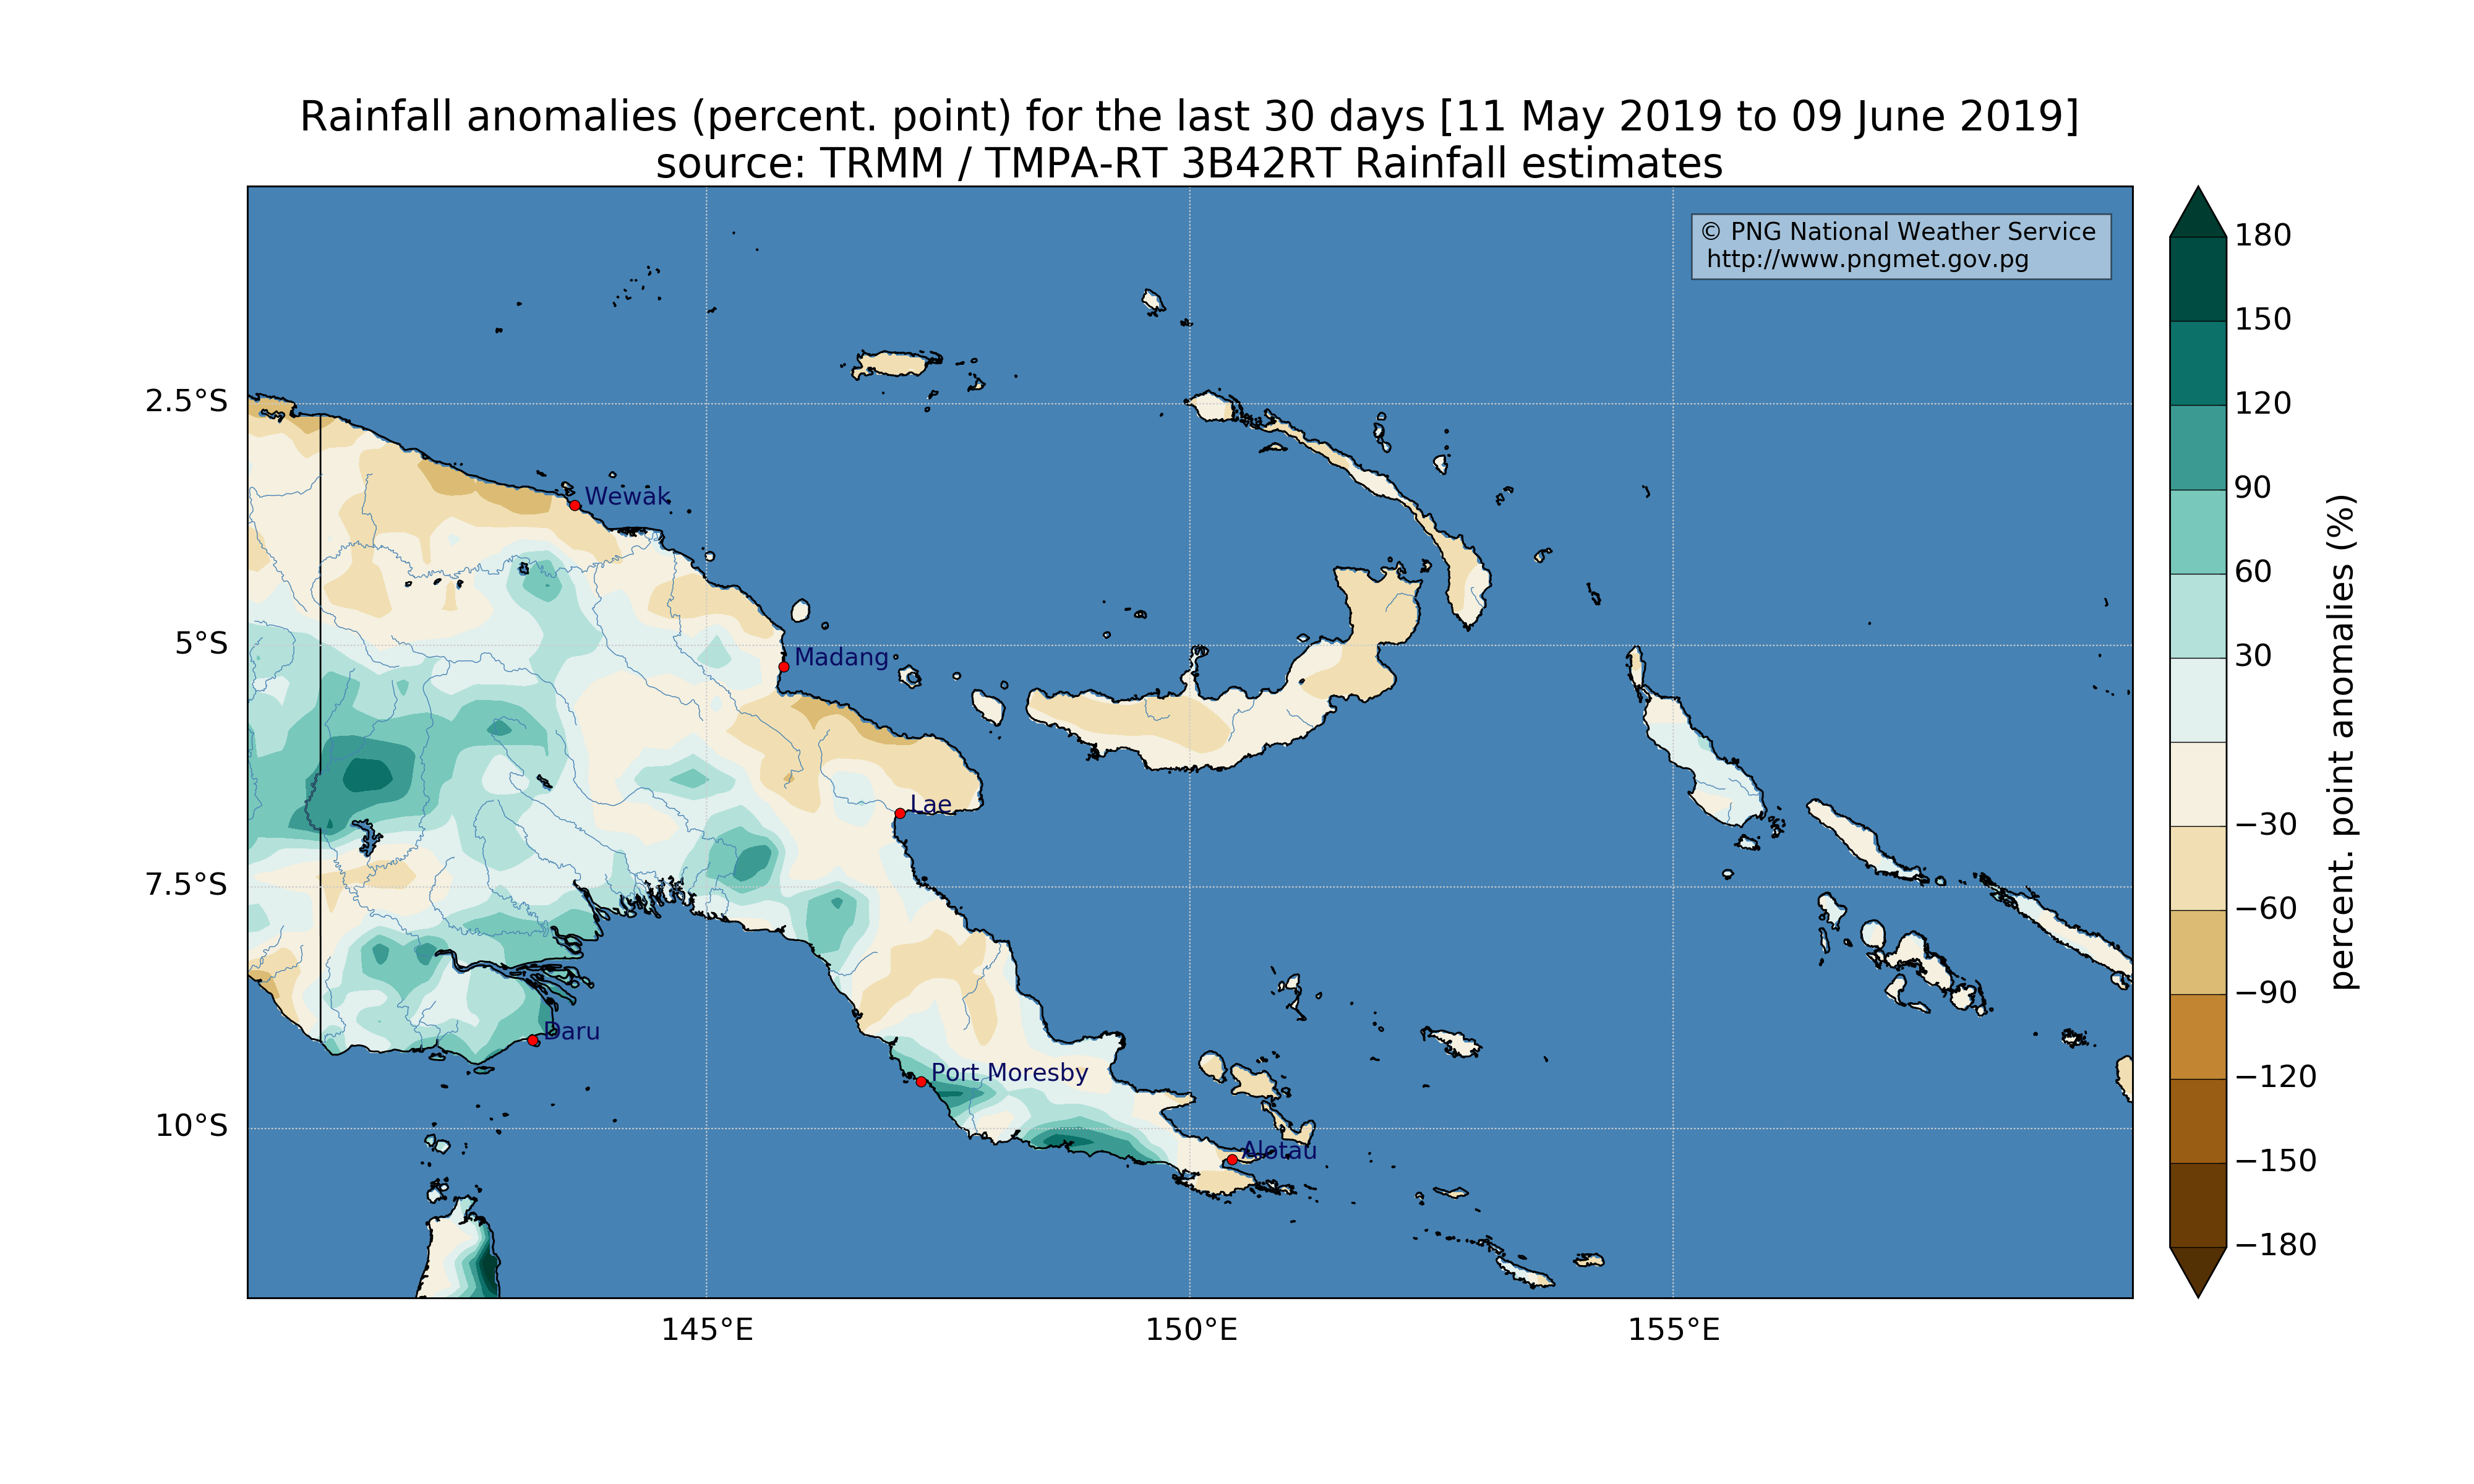 Rainfall anomalies (percent. point) for the last 30 days [11 May 2019 to 09 June 2019]
source: TRMM / TMPA-RT 3B42RT Rainfall estimates
© PNG National Weather Service
http://www.pngmet.gov.pg
180
150
120
90
60
30
−30
−60
−90
−120
−150
−180
percent. point anomalies (%)
2.5°S
5°S
7.5°S
10°S
Wewak
Madang
Lae
Daru
Port Moresby
Alotau
145°E
150°E
155°E